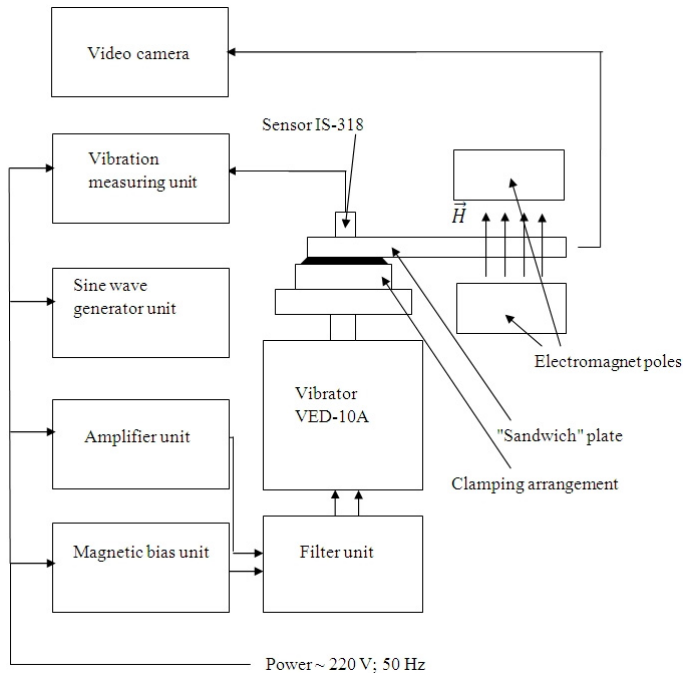 Video camera
Sensor IS-318
Vibration
measuring unit
H
Sine wave
generator unit
Electromagnet poles
Vibrator
VED-10A
Amplifier unit
"Sandwich" plate
Clamping arrangement
Magnetic bias unit
Filter unit
Power ~ 220 V; 50 Hz